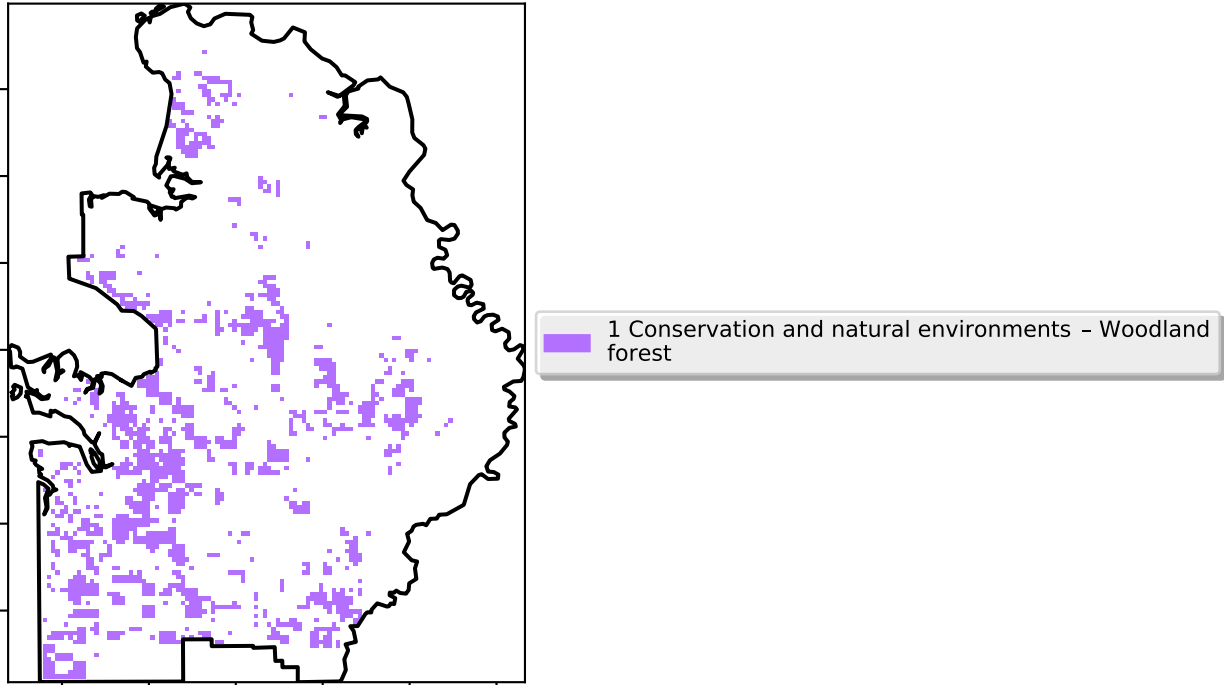 1 Conservation and natural environments – Woodland
forest